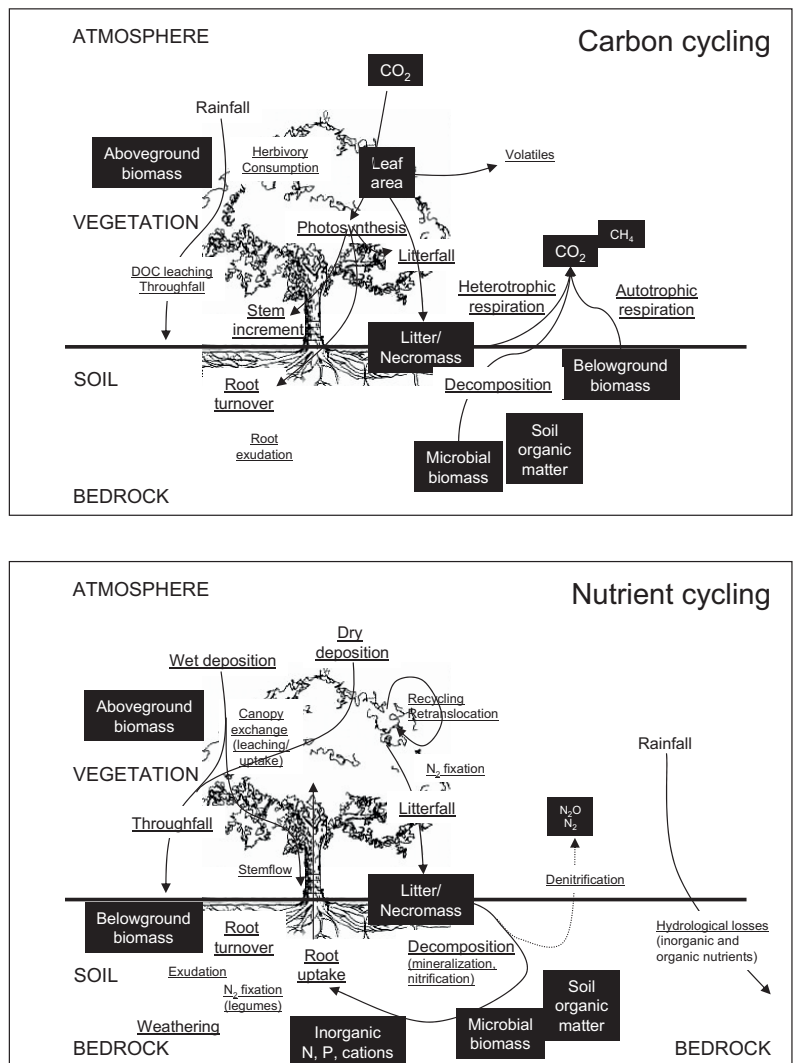 ATMOSPHERE
Carbon cycling
CO₂
Rainfall
Aboveground
biomass
Herbivory
Consumption
Leaf
area
Volatiles
VEGETATION
Photosynthesis
Litterfall
CO₂
CH₄
DOC leaching
Throughfall
Heterotrophic
respiration
Autotrophic
respiration
Stem
increment
Litter/
Necromass
SOIL
Root
turnover
Decomposition
Belowground
biomass
Root
exudation
Microbial
biomass
Soil
organic
matter
BEDROCK
ATMOSPHERE
Nutrient cycling
Dry
deposition
Wet deposition
Aboveground
biomass
Canopy
exchange
(leaching/
uptake)
Recycling
Retranslocation
VEGETATION
N₂ fixation
Rainfall
Throughfall
Litterfall
N₂O
N₂
Stemflow
Litter/
Necromass
Denitrification
Belowground
biomass
Root
turnover
Decomposition
(mineralization,
nitrification)
Hydrological losses
(inorganic and
organic nutrients)
SOIL
Exudation
Root
uptake
N₂ fixation
(legumes)
Soil
organic
matter
Weathering
Inorganic
N, P, cations
Microbial
biomass
BEDROCK
BEDROCK